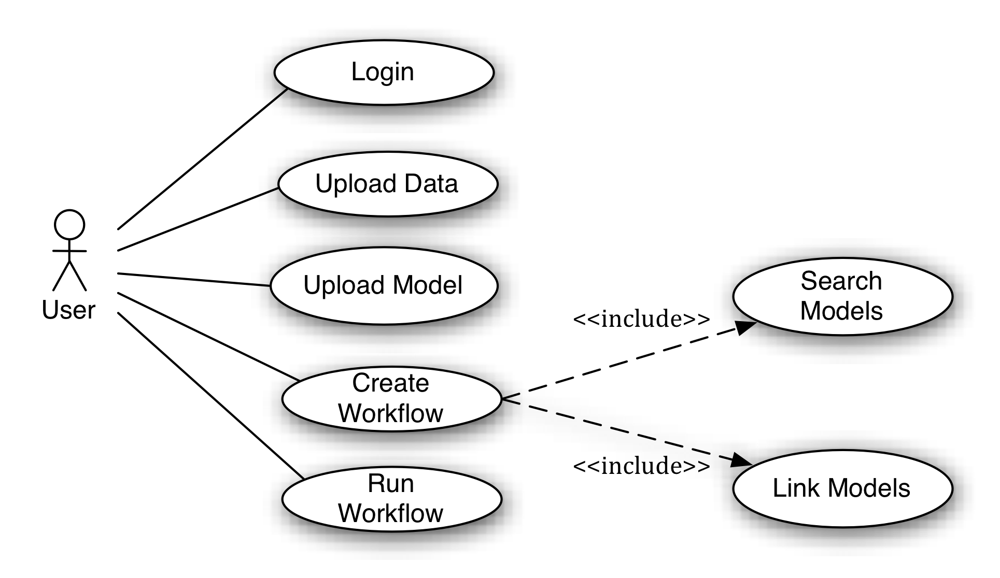 Login
Upload Data
Upload Model
User
Create
Workflow
Run
Workflow
<<include>>
<<include>>
Search
Models
Link Models